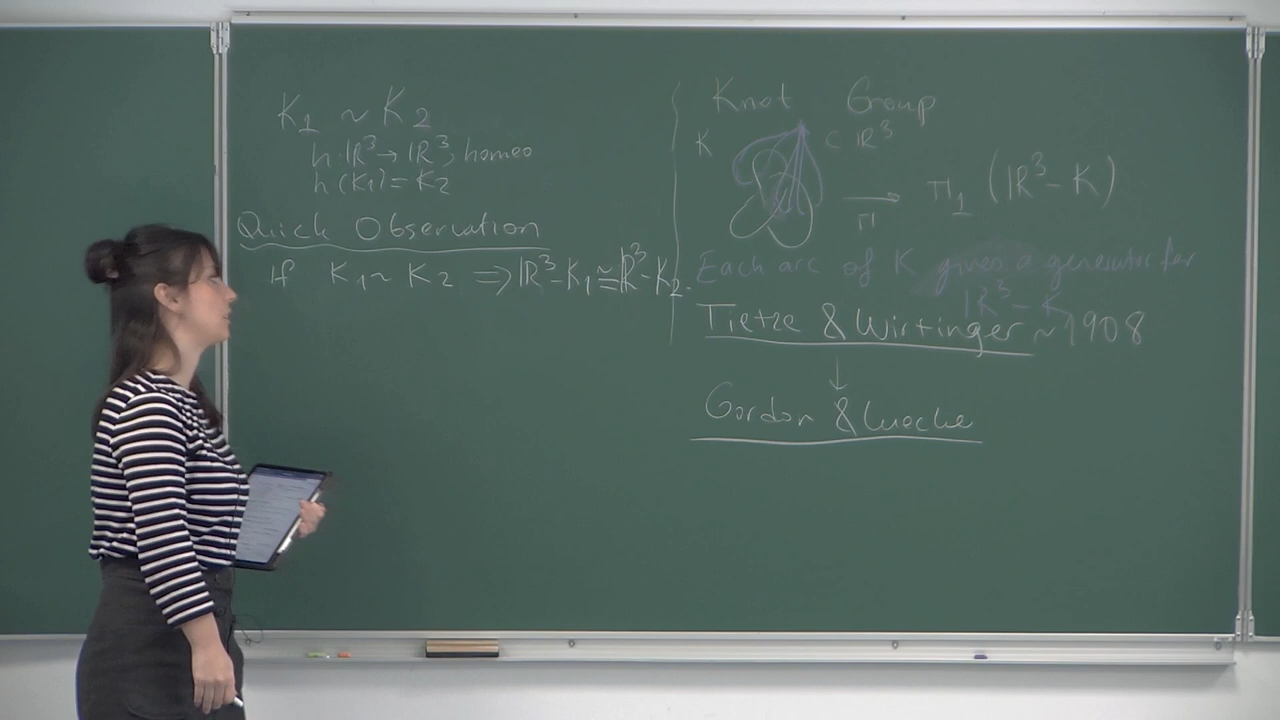 K₁ ~ K₂
h: ℝ³ → ℝ³, homeo
h(K₁) = K₂
Quick Observation
If K₁ ~ K₂ ⇒ ℝ³ - K₁ ≅ ℝ³ - K₂.
Knot Group
K ⊂ ℝ³
→ π₁ (ℝ³ - K)
π
Each arc of K gives a generator for
ℝ³ - K
Tietze & Wirtinger ~ 1908
↓
Gordon & Luecke